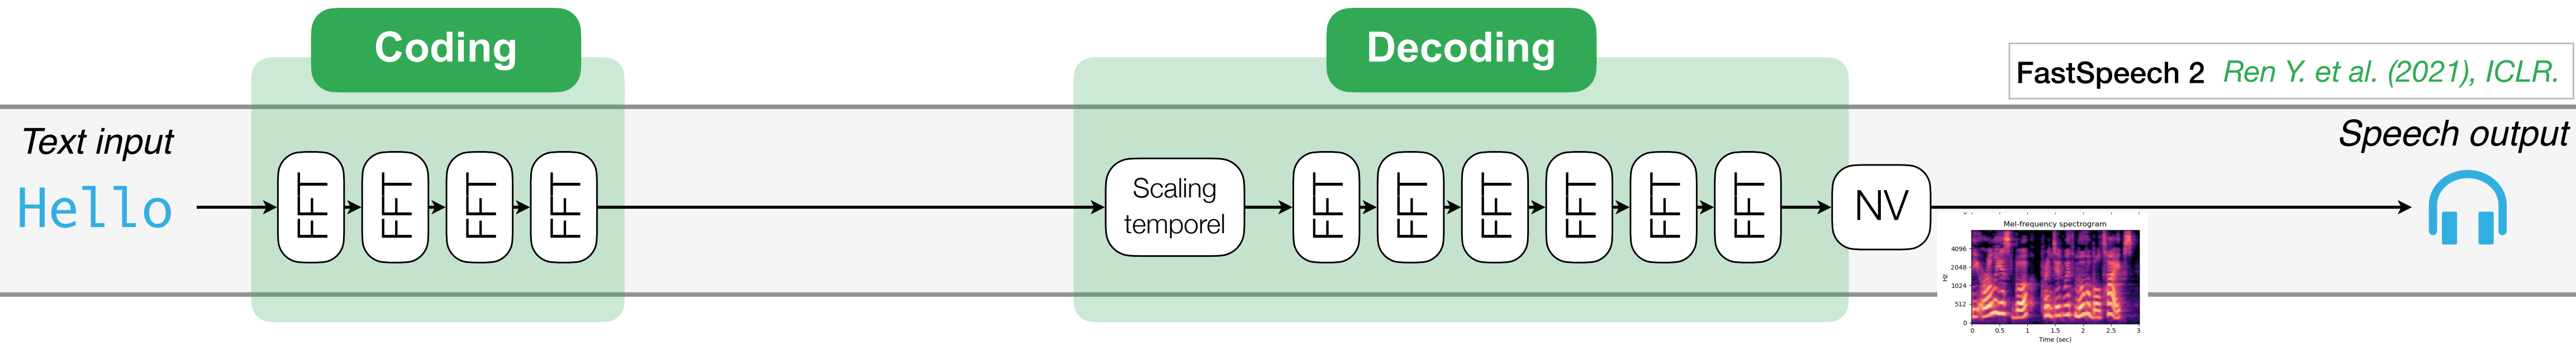 Coding
Decoding
FastSpeech 2 Ren Y. et al. (2021), ICLR.
Text input
Speech output
Hello
FFT
FFT
FFT
FFT
Scaling
temporel
FFT
FFT
FFT
FFT
FFT
FFT
NV
Mel-frequency spectrogram
4096
2048
1024
512
0
Hz
0 0.5 1 1.5 2 2.5 3
Time (sec)